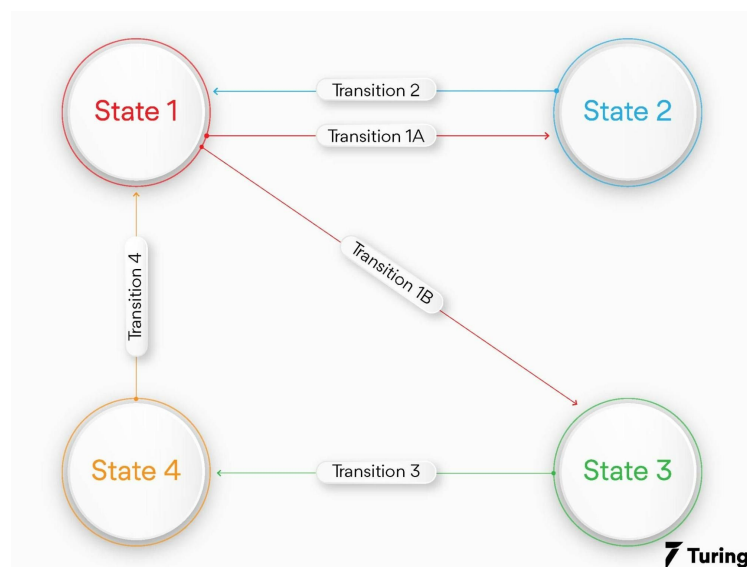 State 1
Transition 2
State 2
Transition 1A
Transition 1B
Transition 4
State 4
Transition 3
State 3
Turing